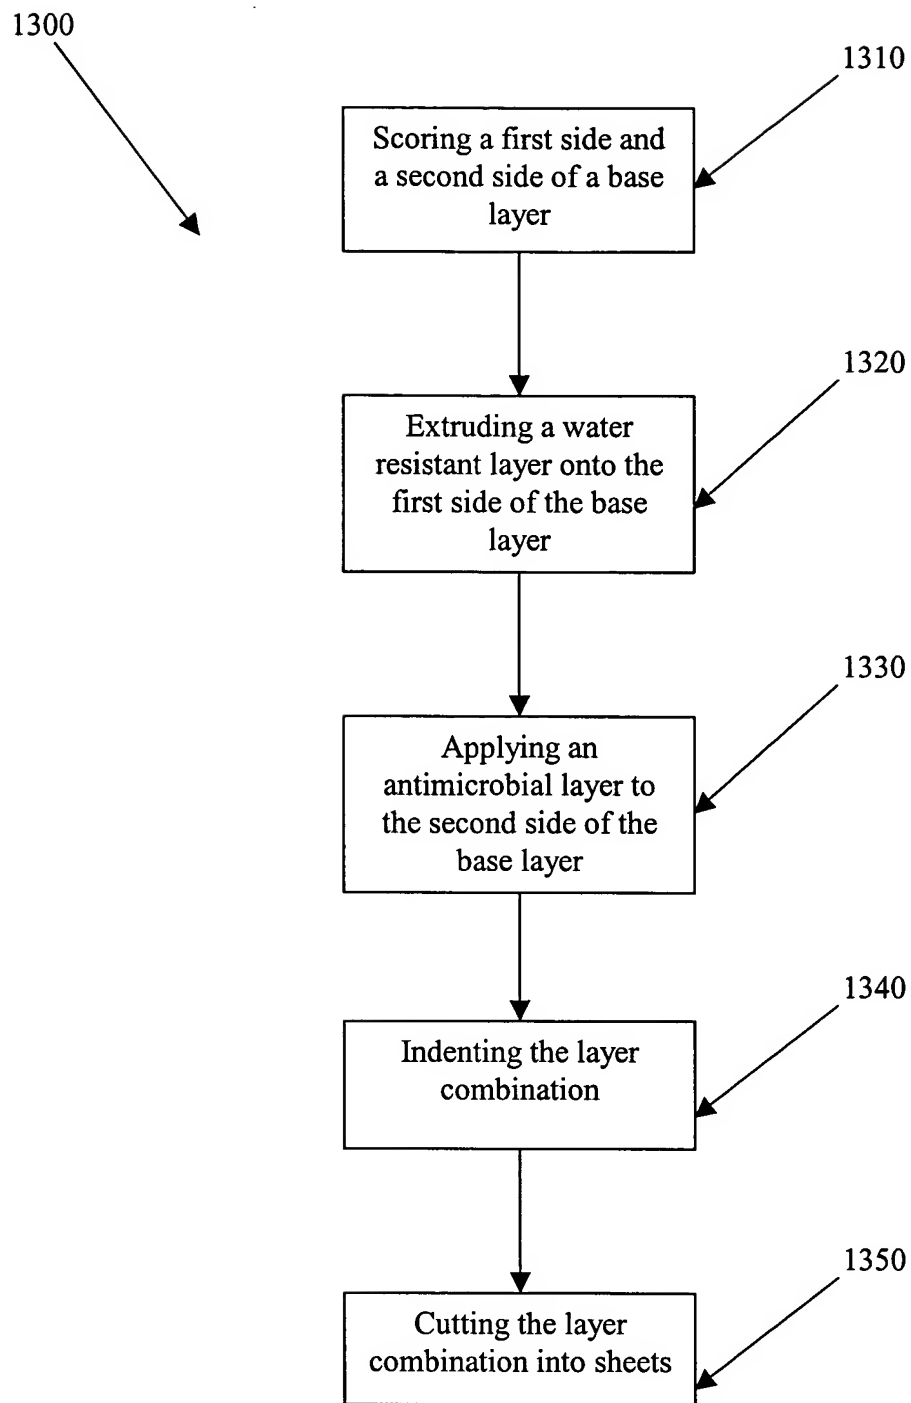 1300
1310
Scoring a first side and
a second side of a base
layer
1320
Extruding a water
resistant layer onto the
first side of the base
layer
1330
Applying an
antimicrobial layer to
the second side of the
base layer
1340
Indenting the layer
combination
1350
Cutting the layer
combination into sheets